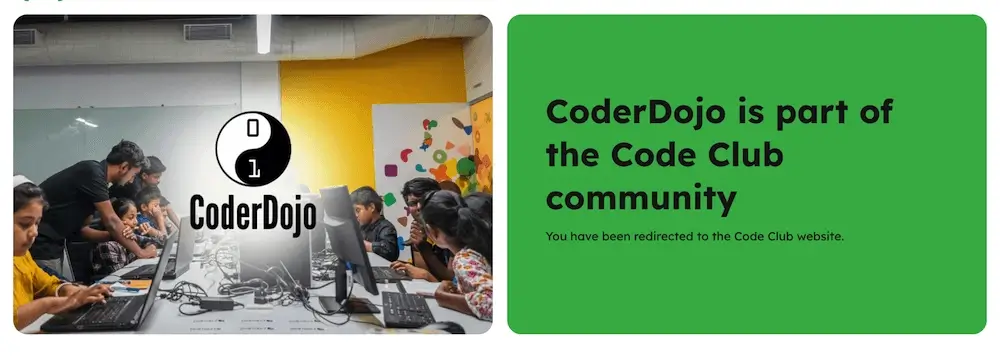 0
1
CoderDojo
CoderDojo is part of
the Code Club
community
You have been redirected to the Code Club website.